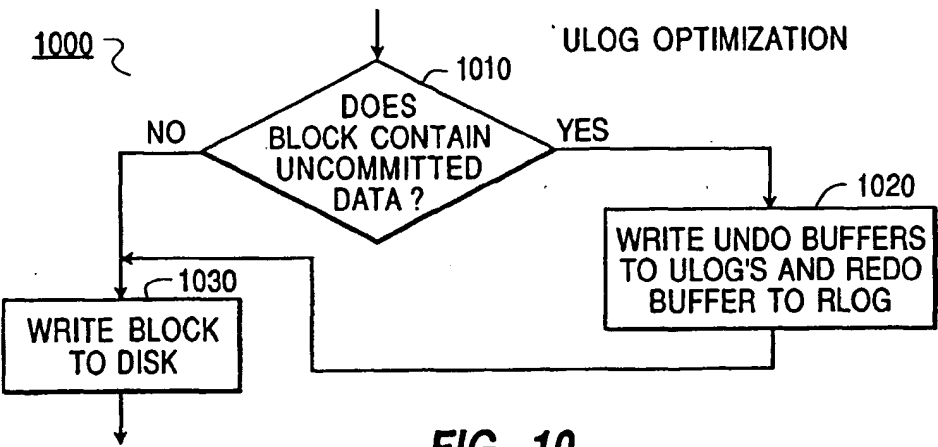 1000
ULOG OPTIMIZATION
1010
DOES
BLOCK CONTAIN
UNCOMMITTED
DATA ?
NO
YES
1020
WRITE UNDO BUFFERS
TO ULOG'S AND REDO
BUFFER TO RLOG
1030
WRITE BLOCK
TO DISK
FIG. 10